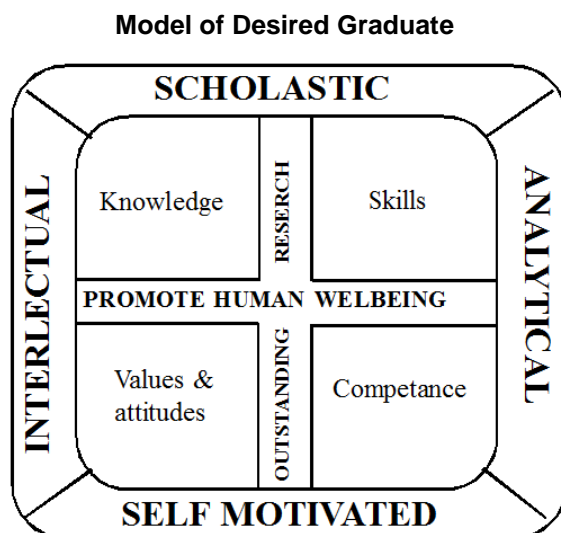 Model of Desired Graduate
SCHOLASTIC
INTERLECTUAL
Knowledge
RESERCH
Skills
ANALYTICAL
PROMOTE HUMAN WELBEING
Values &
attitudes
OUTSTANDING
Competance
SELF MOTIVATED